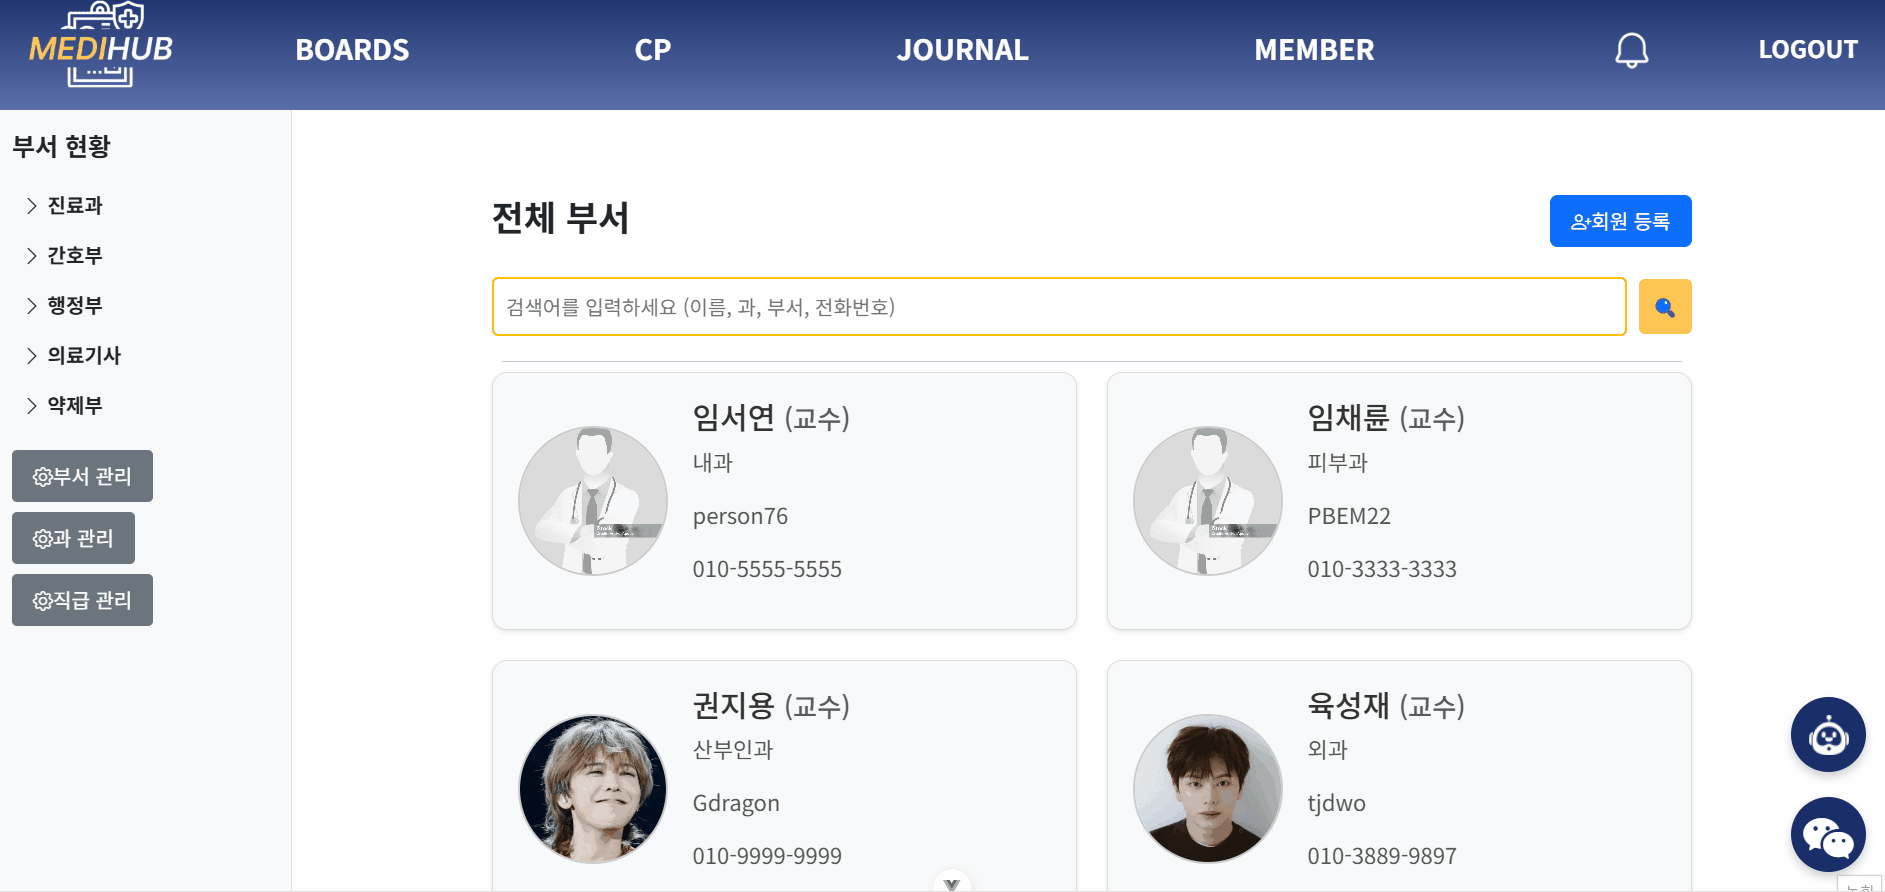 MEDIHUB
BOARDS
CP
JOURNAL
MEMBER
LOGOUT
부서 현황
진료과
간호부
행정부
의료기사
약제부
부서 관리
과 관리
직급 관리
전체 부서
회원 등록
검색어를 입력하세요 (이름, 과, 부서, 전화번호)
임서연 (교수)
내과
person76
010-5555-5555
임채륜 (교수)
피부과
PBEM22
010-3333-3333
권지용 (교수)
산부인과
Gdragon
010-9999-9999
육성재 (교수)
외과
tjdwo
010-3889-9897